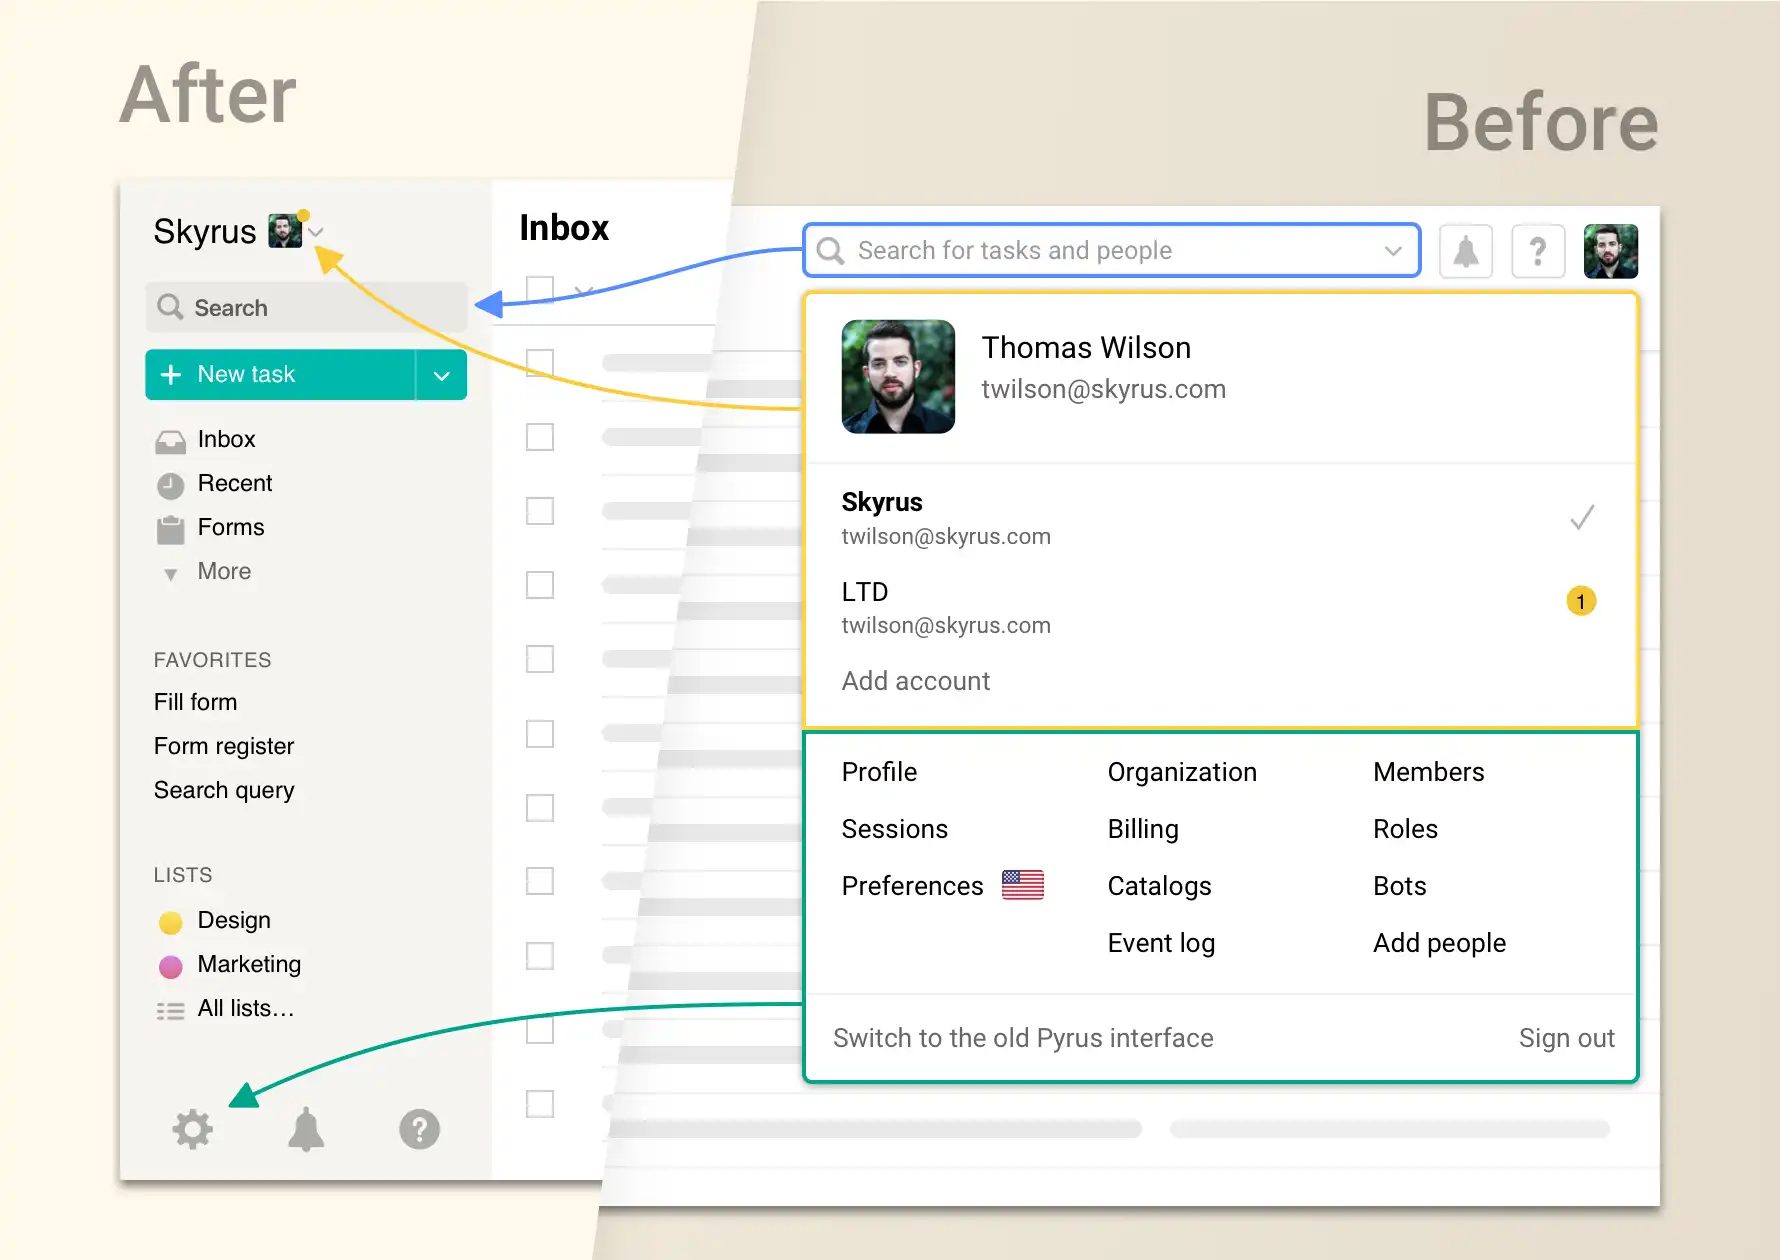 After
Before
Skyrus
Search
New task
Inbox
Recent
Forms
More
FAVORITES
Fill form
Form register
Search query
LISTS
Design
Marketing
All lists…
?
Inbox
Search for tasks and people
?
Thomas Wilson
twilson@skyrus.com
Skyrus
twilson@skyrus.com
LTD
1
twilson@skyrus.com
Add account
Profile
Organization
Members
Sessions
Billing
Roles
Preferences
Catalogs
Bots
Event log
Add people
Switch to the old Pyrus interface
Sign out